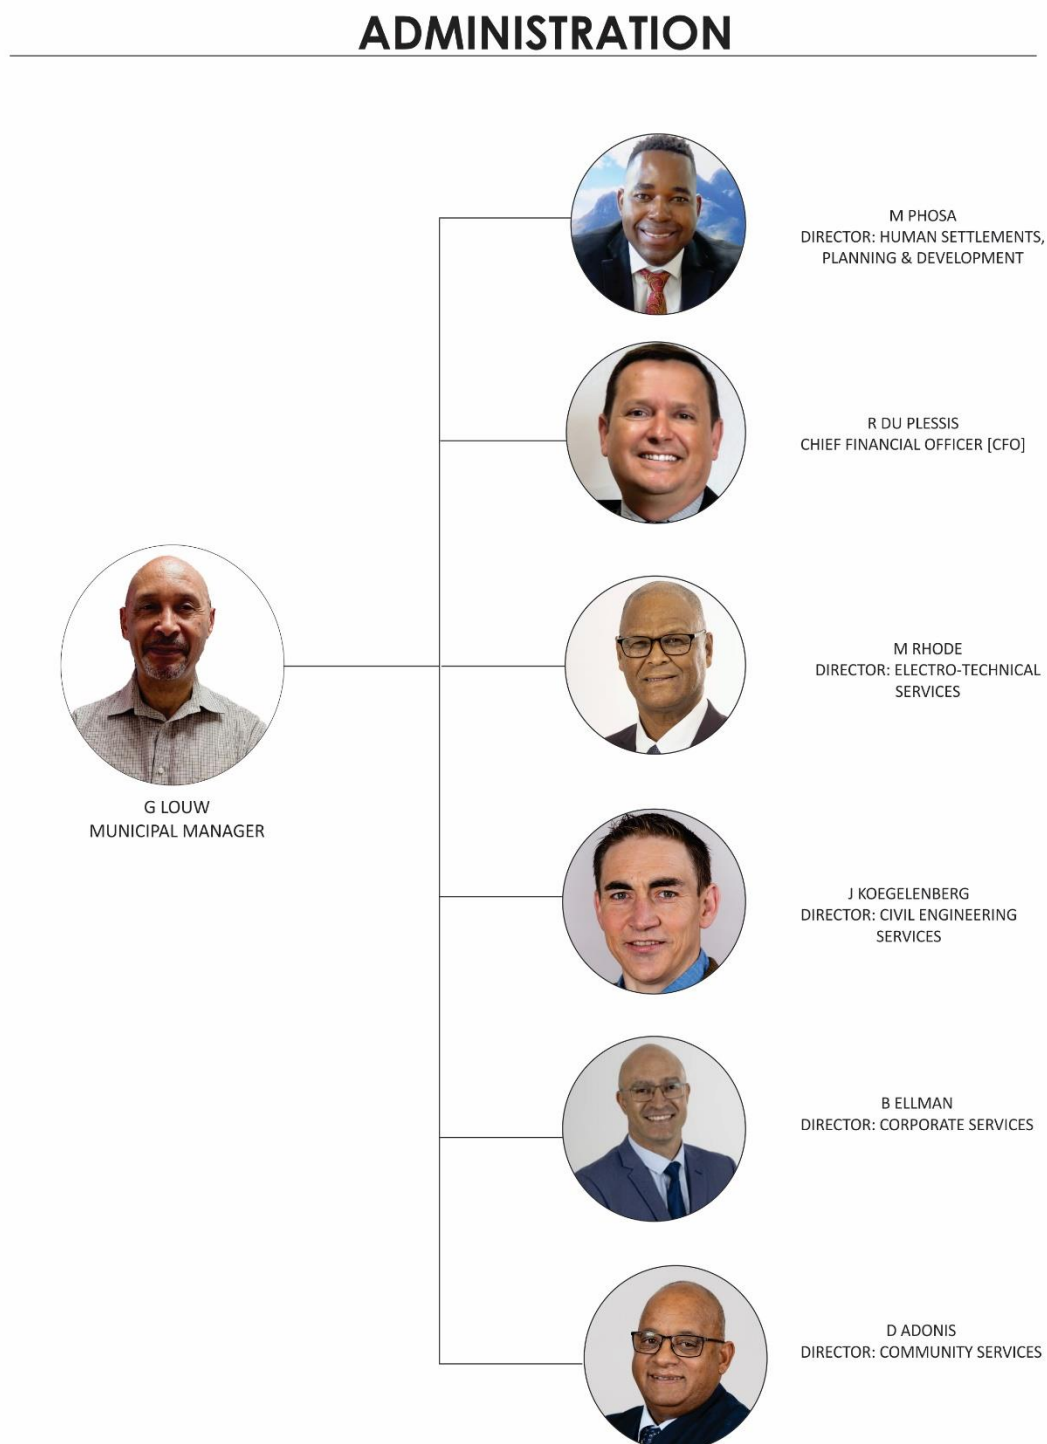 ADMINISTRATION
M PHOSA
DIRECTOR: HUMAN SETTLEMENTS,
PLANNING & DEVELOPMENT
R DU PLESSIS
CHIEF FINANCIAL OFFICER [CFO]
M RHODE
DIRECTOR: ELECTRO-TECHNICAL
SERVICES
G LOUW
MUNICIPAL MANAGER
J KOEGELENBERG
DIRECTOR: CIVIL ENGINEERING
SERVICES
B ELLMAN
DIRECTOR: CORPORATE SERVICES
D ADONIS
DIRECTOR: COMMUNITY SERVICES